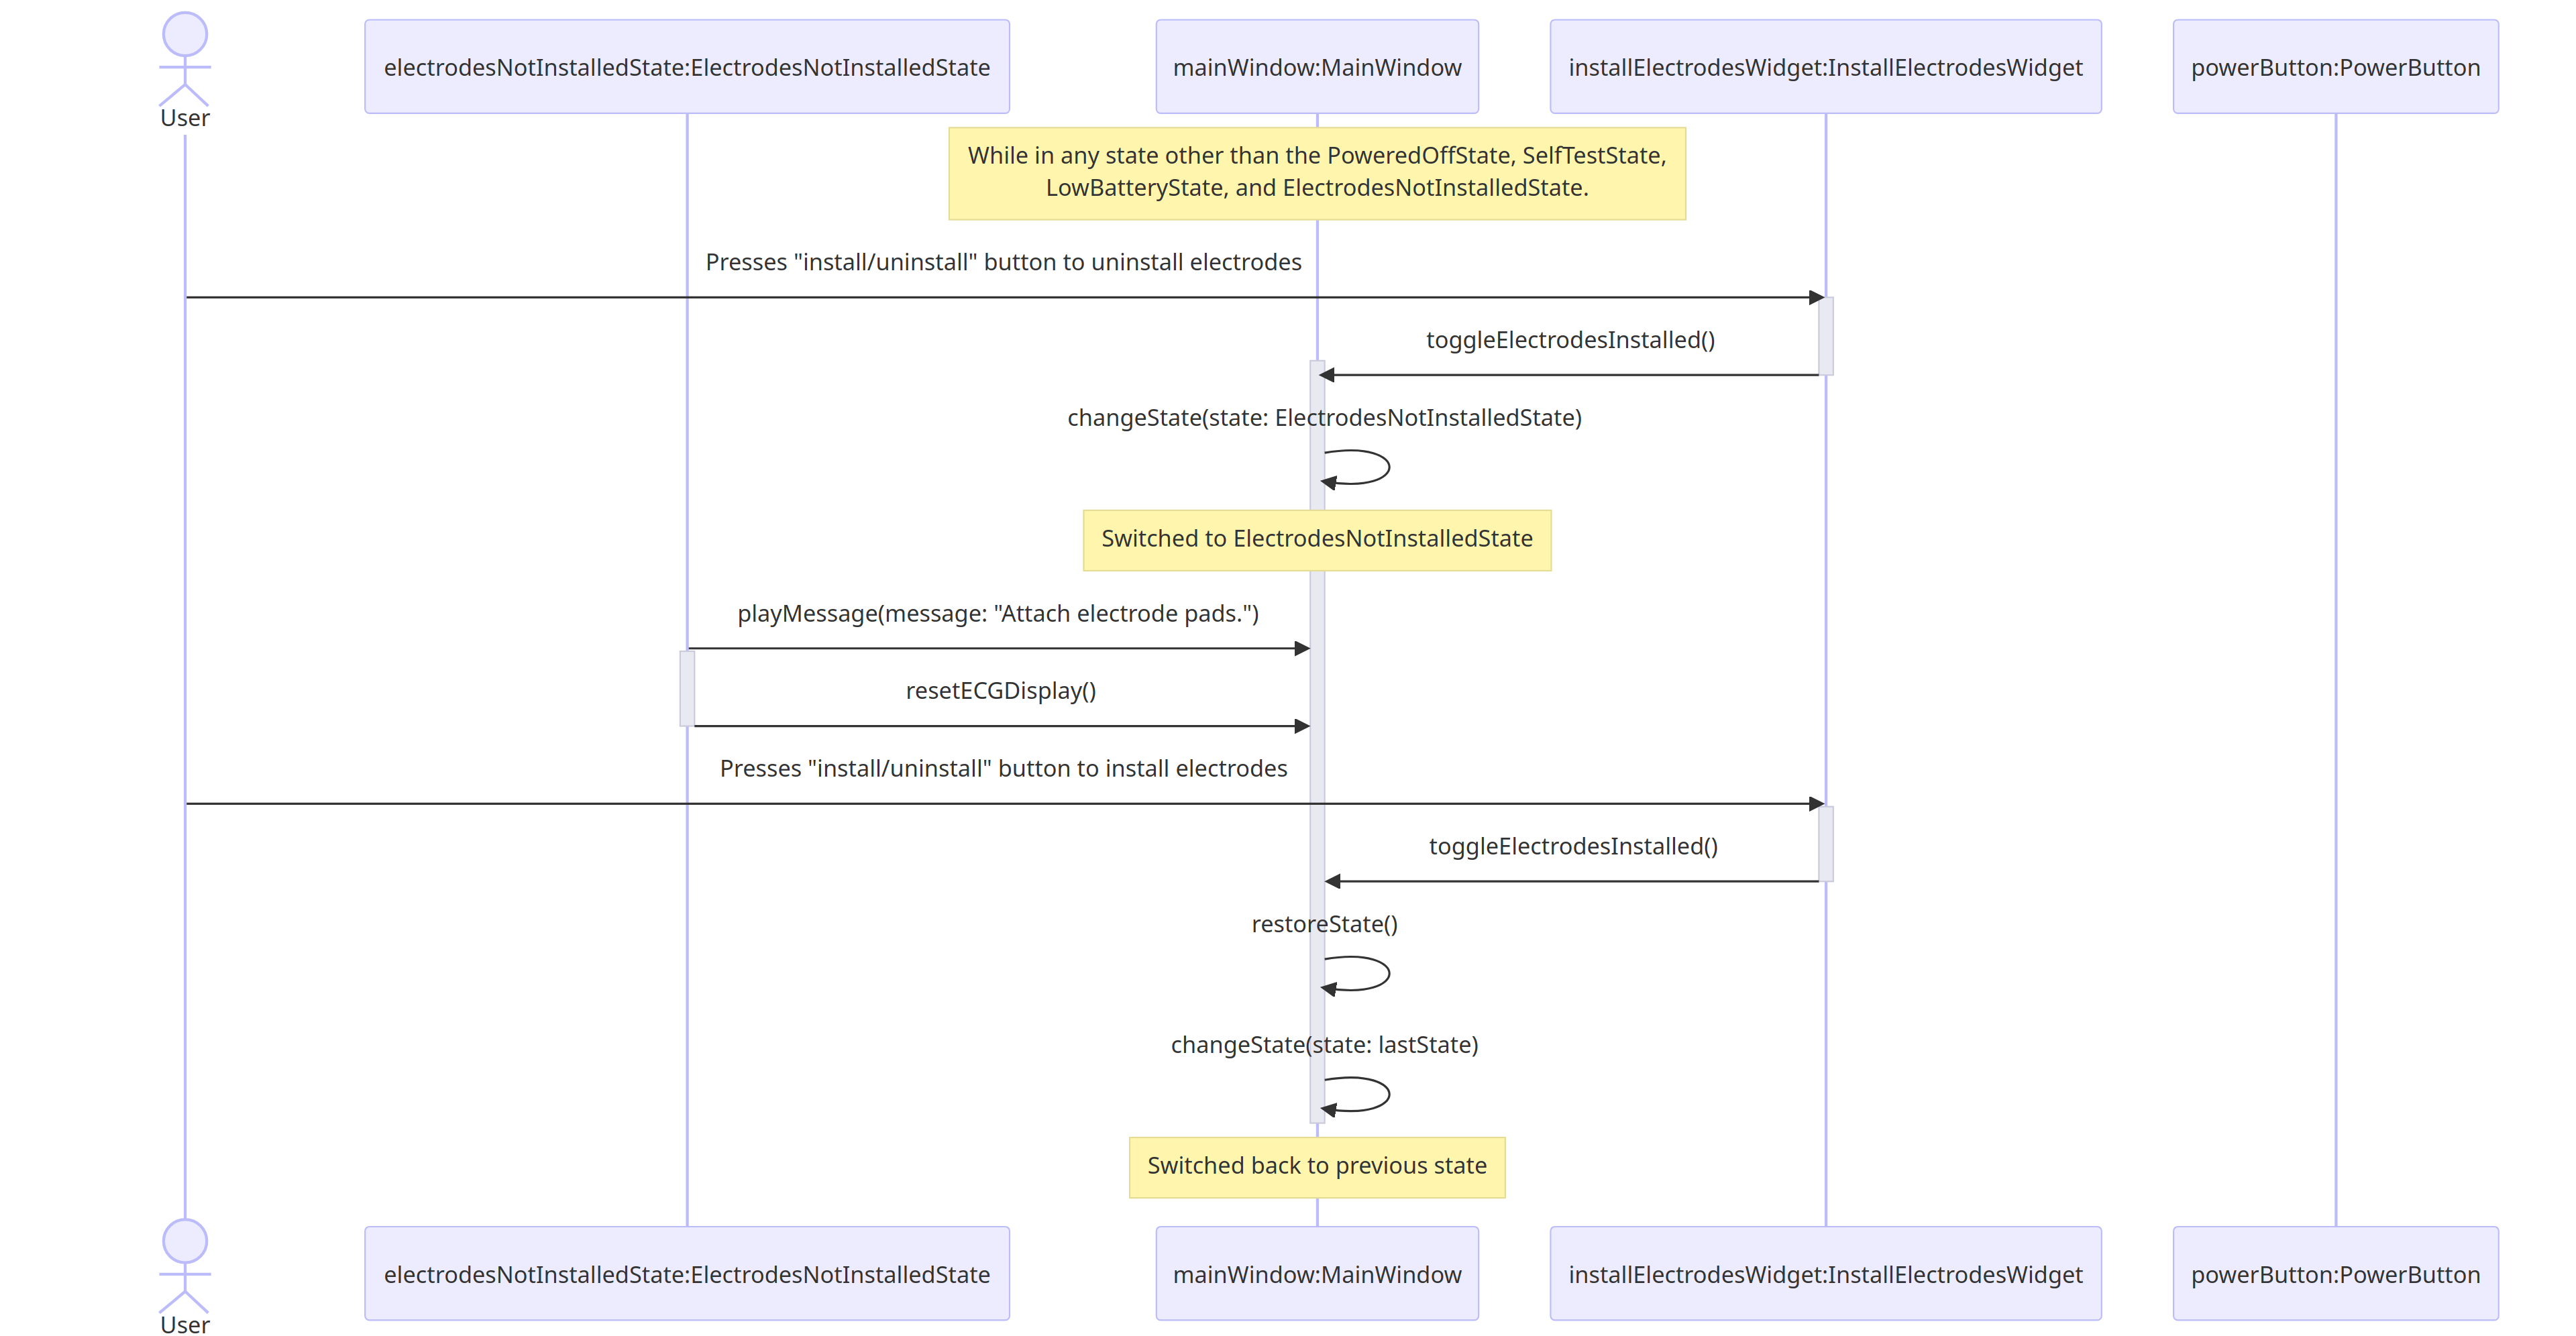 User
electrodesNotInstalledState:ElectrodesNotInstalledState
mainWindow:MainWindow
installElectrodesWidget:InstallElectrodesWidget
powerButton:PowerButton
While in any state other than the PoweredOffState, SelfTestState,
LowBatteryState, and ElectrodesNotInstalledState.
Presses "install/uninstall" button to uninstall electrodes
toggleElectrodesInstalled()
changeState(state: ElectrodesNotInstalledState)
Switched to ElectrodesNotInstalledState
playMessage(message: "Attach electrode pads.")
resetECGDisplay()
Presses "install/uninstall" button to install electrodes
toggleElectrodesInstalled()
restoreState()
changeState(state: lastState)
Switched back to previous state
User
electrodesNotInstalledState:ElectrodesNotInstalledState
mainWindow:MainWindow
installElectrodesWidget:InstallElectrodesWidget
powerButton:PowerButton